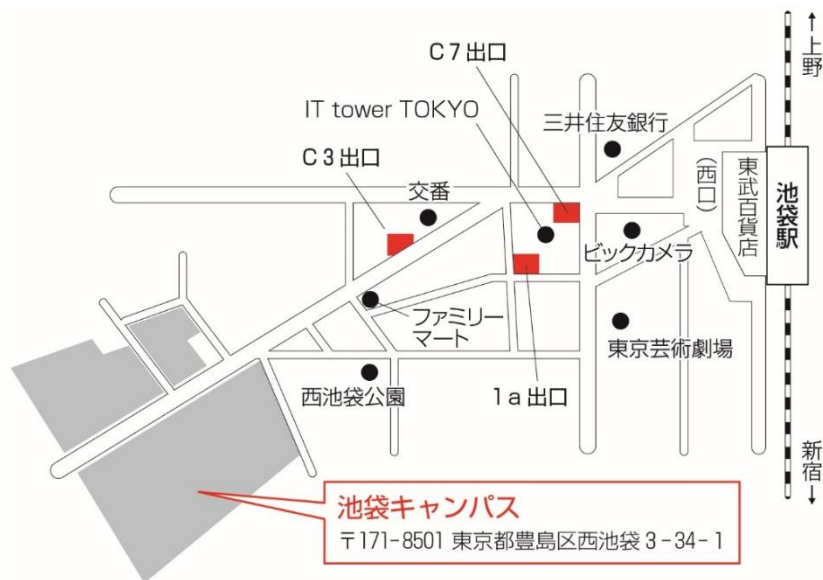 ↑上野
C7出口
IT tower TOKYO
三井住友銀行
C3出口
交番
(西口)
東武百貨店
池袋駅
ビックカメラ
ファミリー
マート
東京芸術劇場
西池袋公園
1a出口
新宿↓
池袋キャンパス
〒171-8501 東京都豊島区西池袋3-34-1